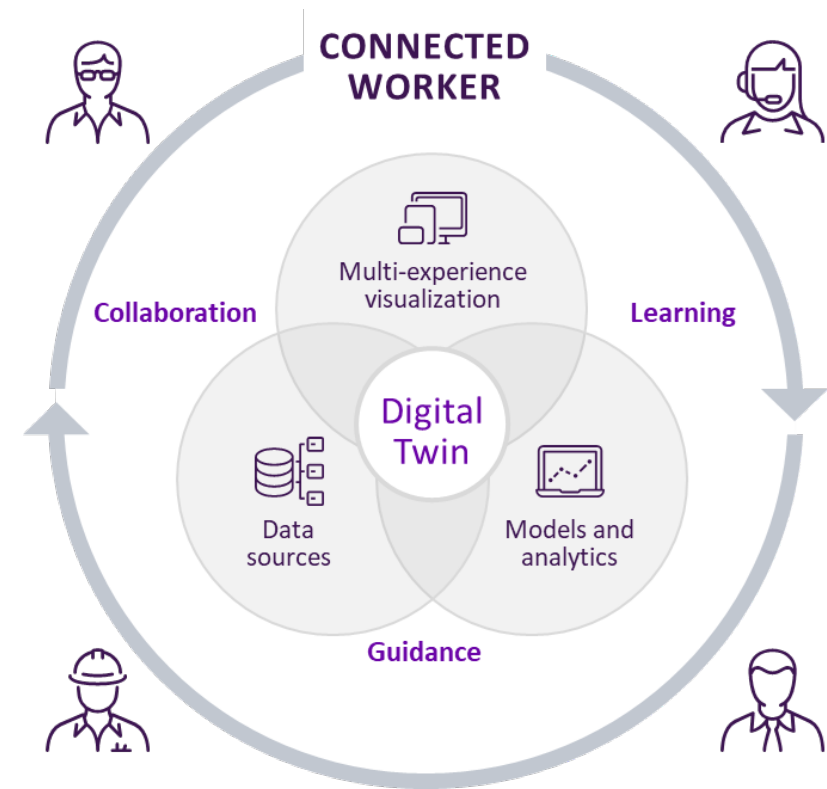 CONNECTED
WORKER
Multi-experience
visualization
Collaboration
Learning
Digital
Twin
Data
sources
Models and
analytics
Guidance